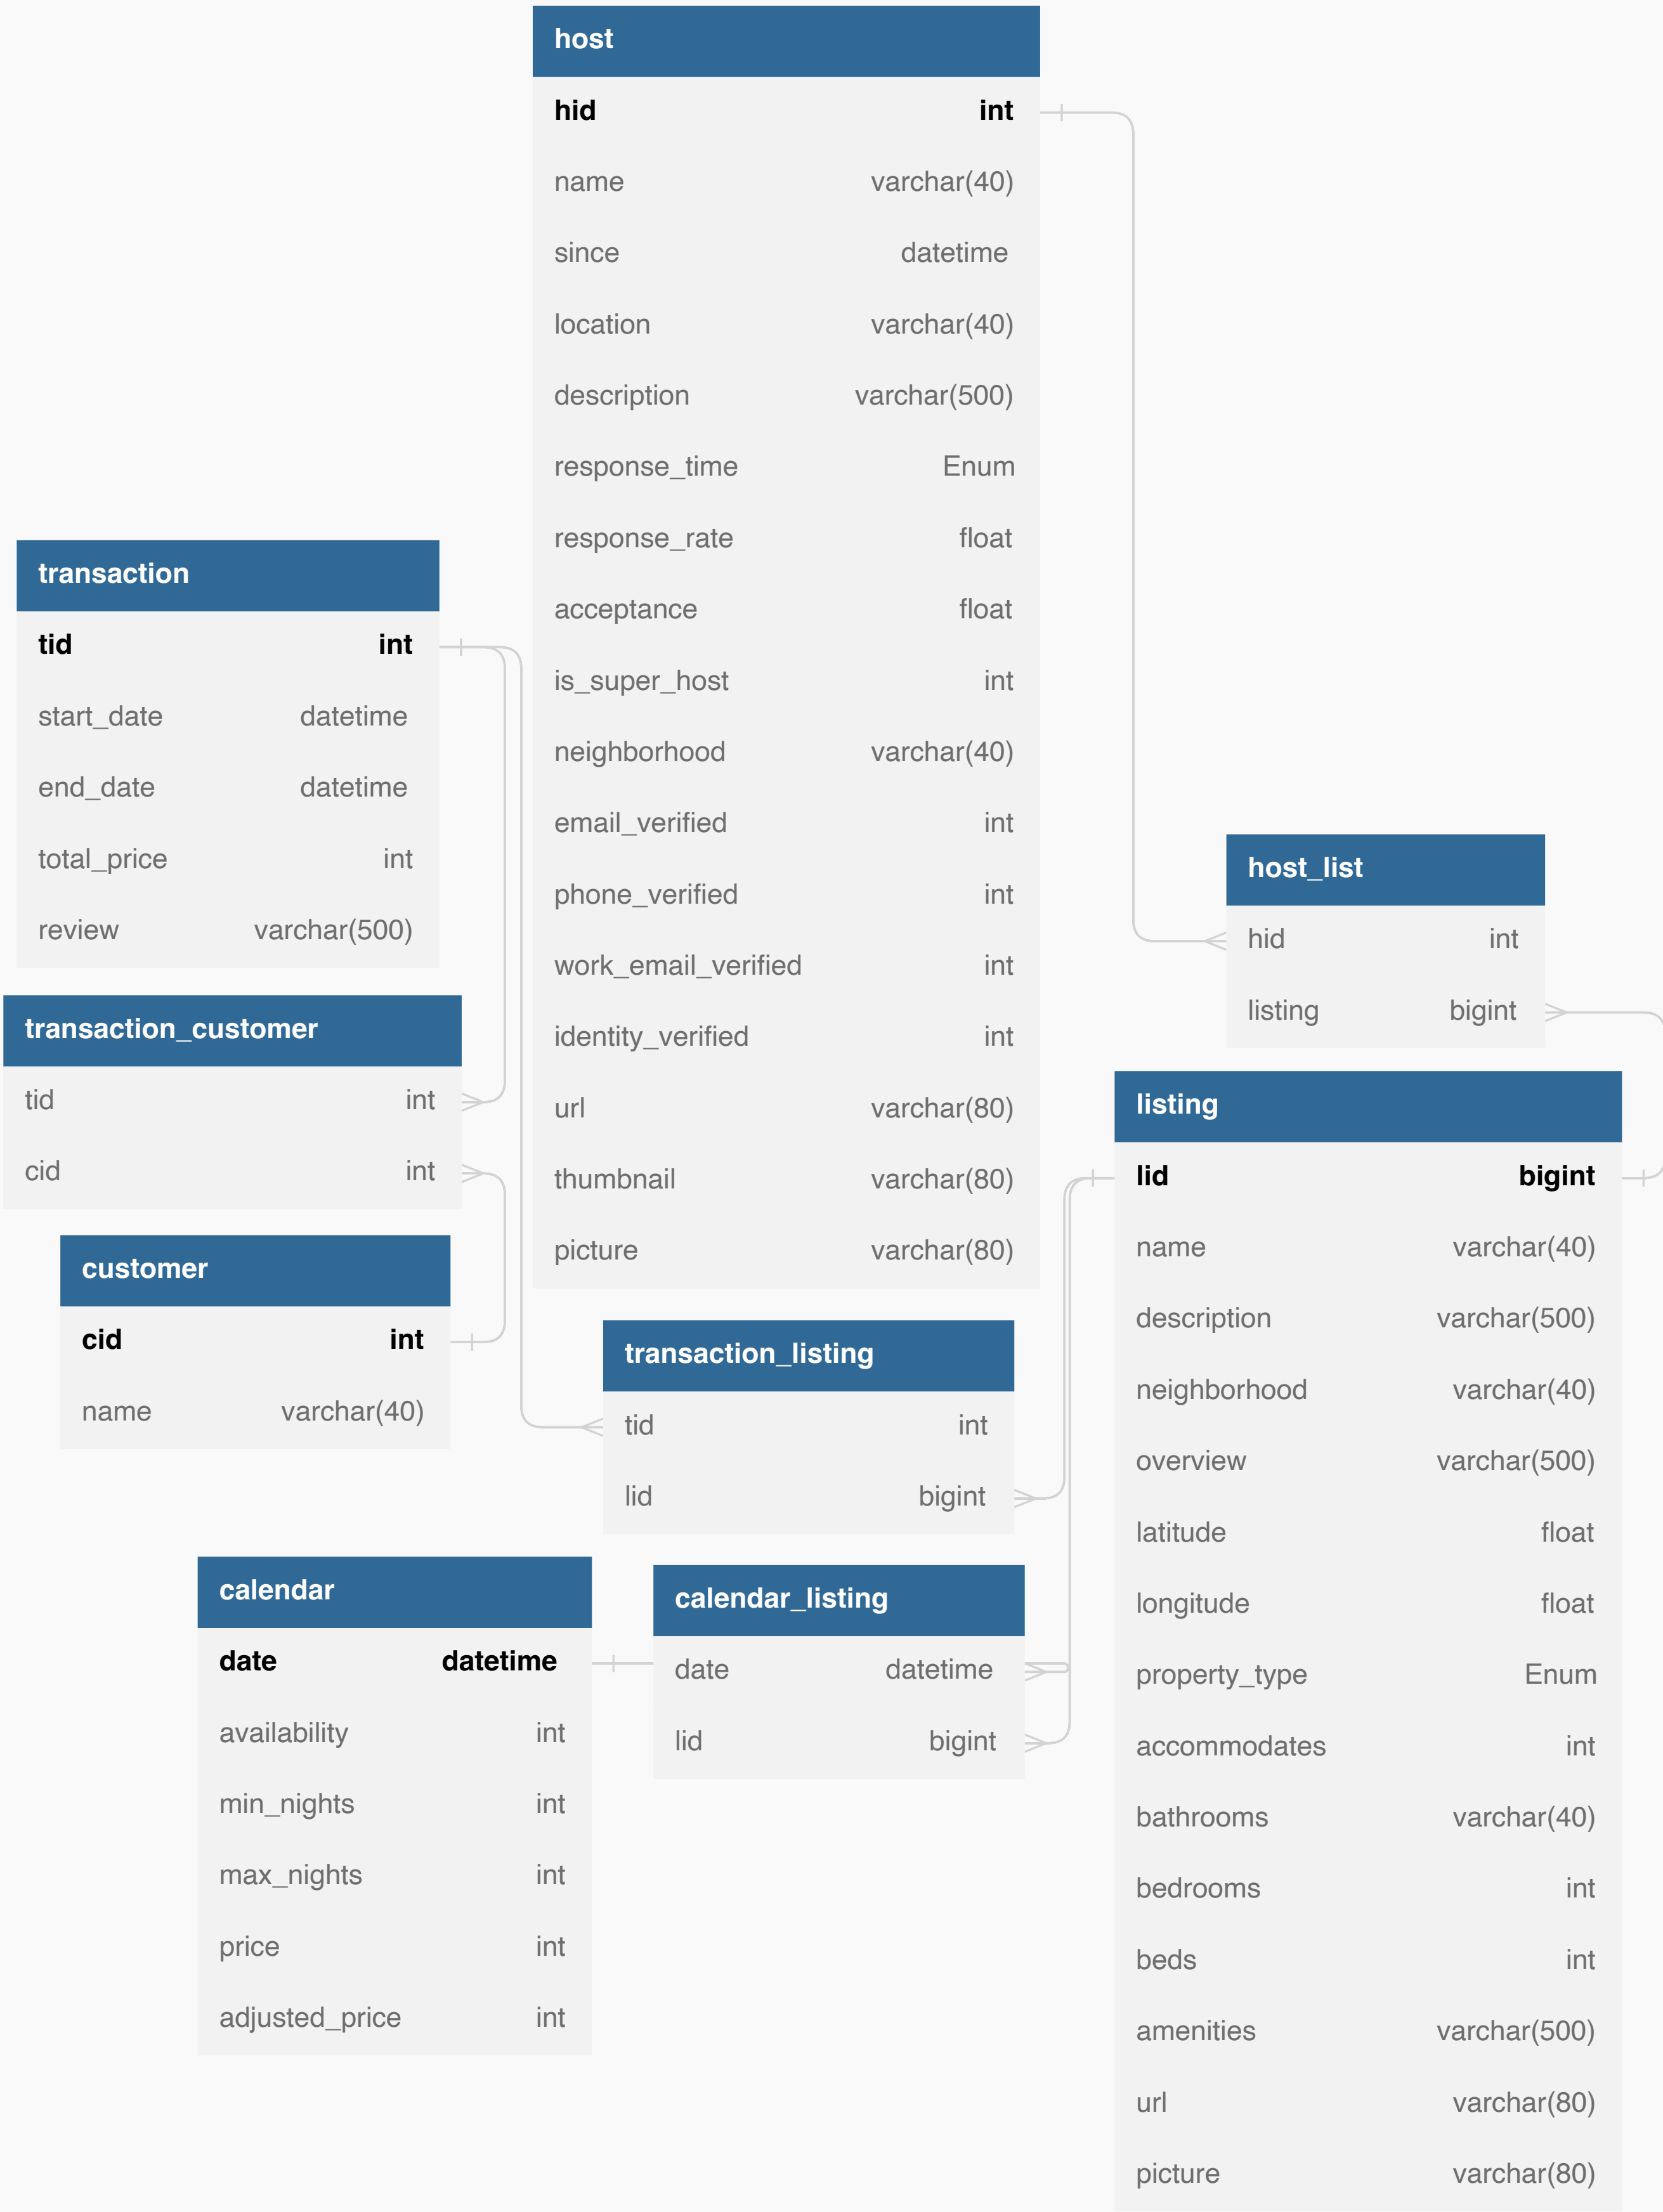 host
hid int
name varchar(40)
since datetime
location varchar(40)
description varchar(500)
response_time Enum
response_rate float
acceptance float
is_super_host int
neighborhood varchar(40)
email_verified int
phone_verified int
work_email_verified int
identity_verified int
url varchar(80)
thumbnail varchar(80)
picture varchar(80)
transaction
tid int
start_date datetime
end_date datetime
total_price int
review varchar(500)
transaction_customer
tid int
cid int
customer
cid int
name varchar(40)
host_list
hid int
listing bigint
listing
lid bigint
name varchar(40)
description varchar(500)
neighborhood varchar(40)
overview varchar(500)
latitude float
longitude float
property_type Enum
accommodates int
bathrooms varchar(40)
bedrooms int
beds int
amenities varchar(500)
url varchar(80)
picture varchar(80)
transaction_listing
tid int
lid bigint
calendar
date datetime
availability int
min_nights int
max_nights int
price int
adjusted_price int
calendar_listing
date datetime
lid bigint